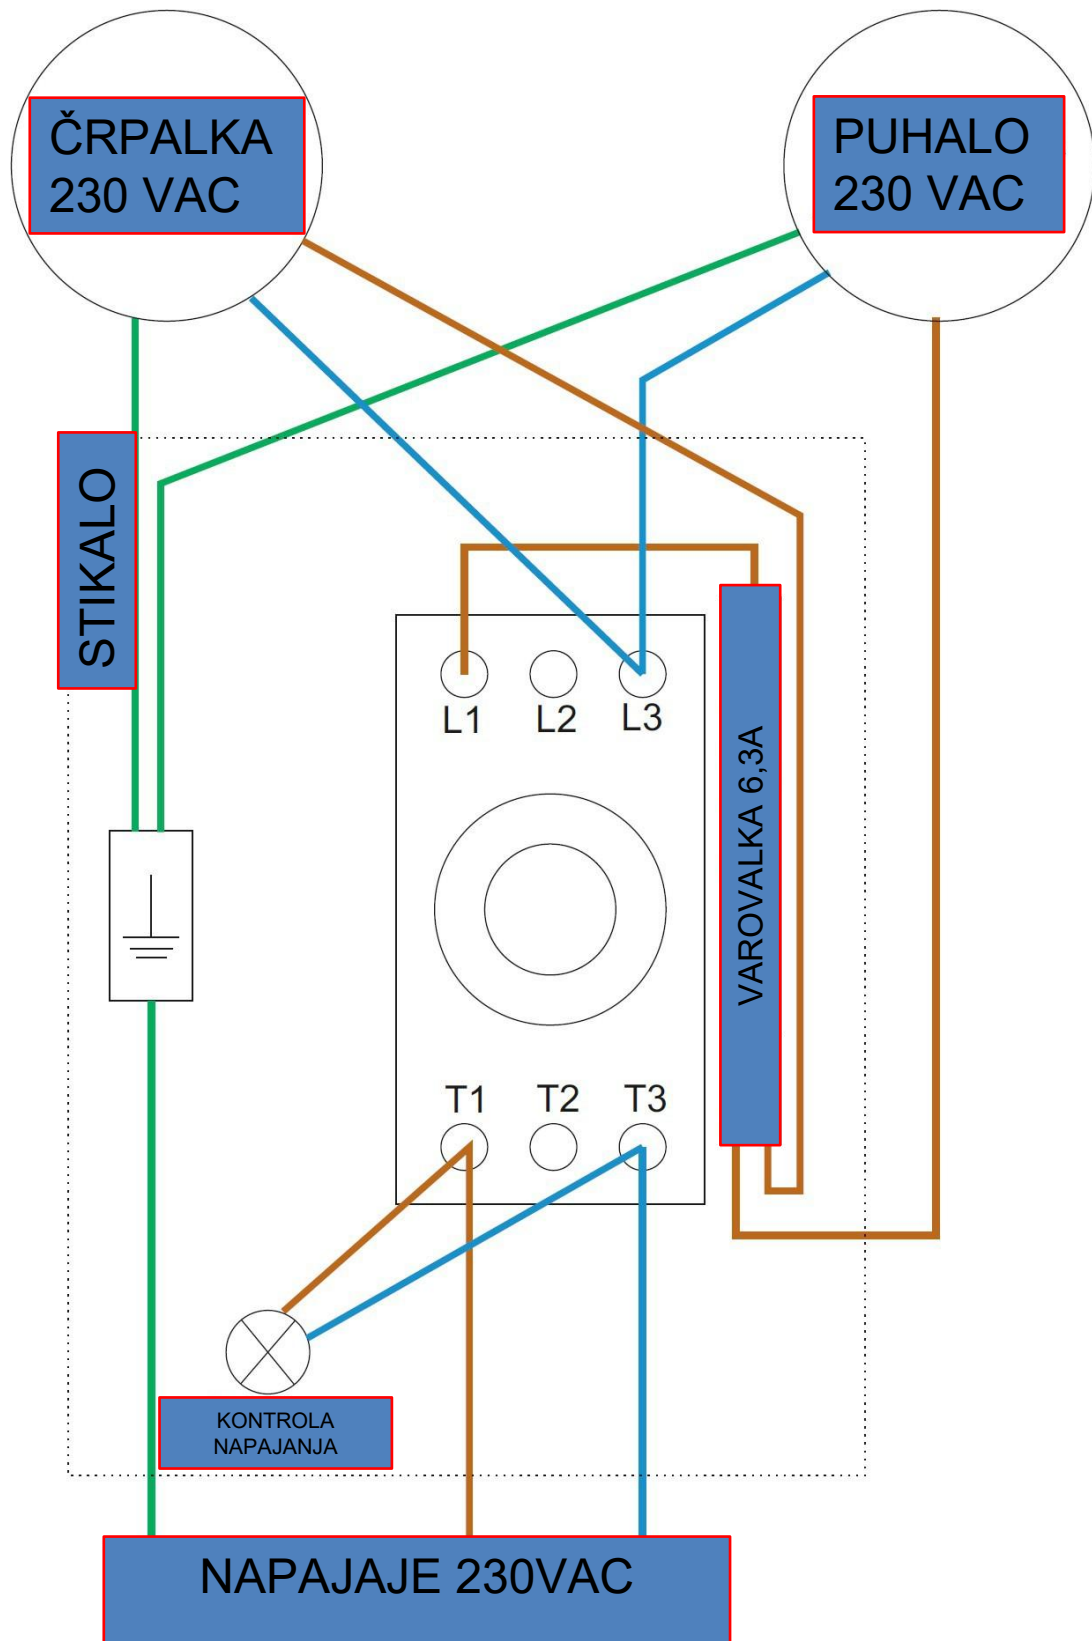 ČRPALKA
230 VAC
PUHALO
230 VAC
STIKALO
L1
L2
L3
VAROVALKA 6,3A
T1
T2
T3
KONTROLA
NAPAJANJA
NAPAJAJE 230VAC